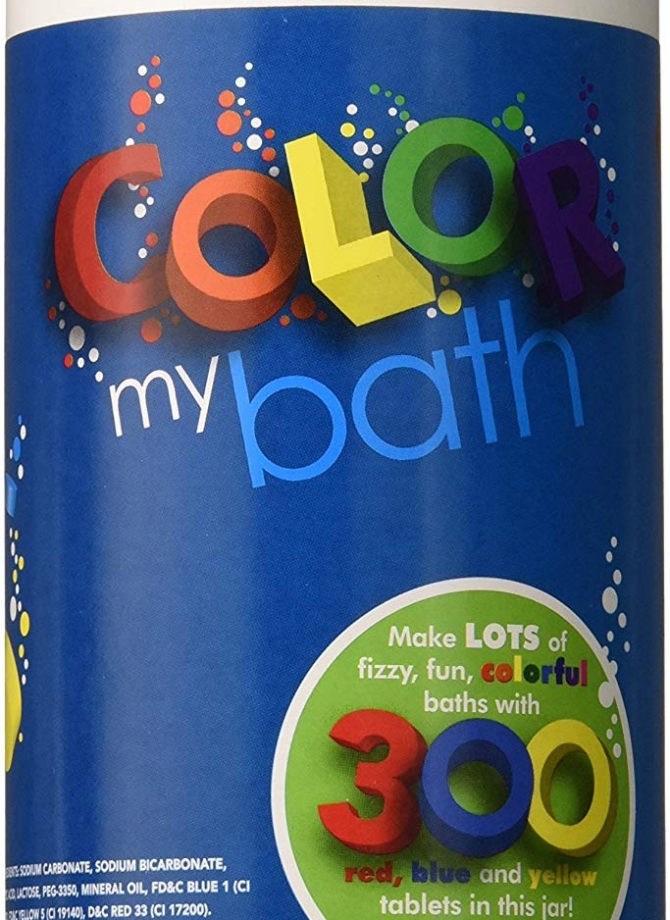 COLOR
my bath
Make LOTS of
fizzy, fun, colorful
baths with
300
red, blue and yellow
tablets in this jar!
SODIUM CARBONATE, SODIUM BICARBONATE,
LACTOSE, PEG-3350, MINERAL OIL, FD&C BLUE 1 (CI
YELLOW 5 (CI 19140), D&C RED 33 (CI 17200).